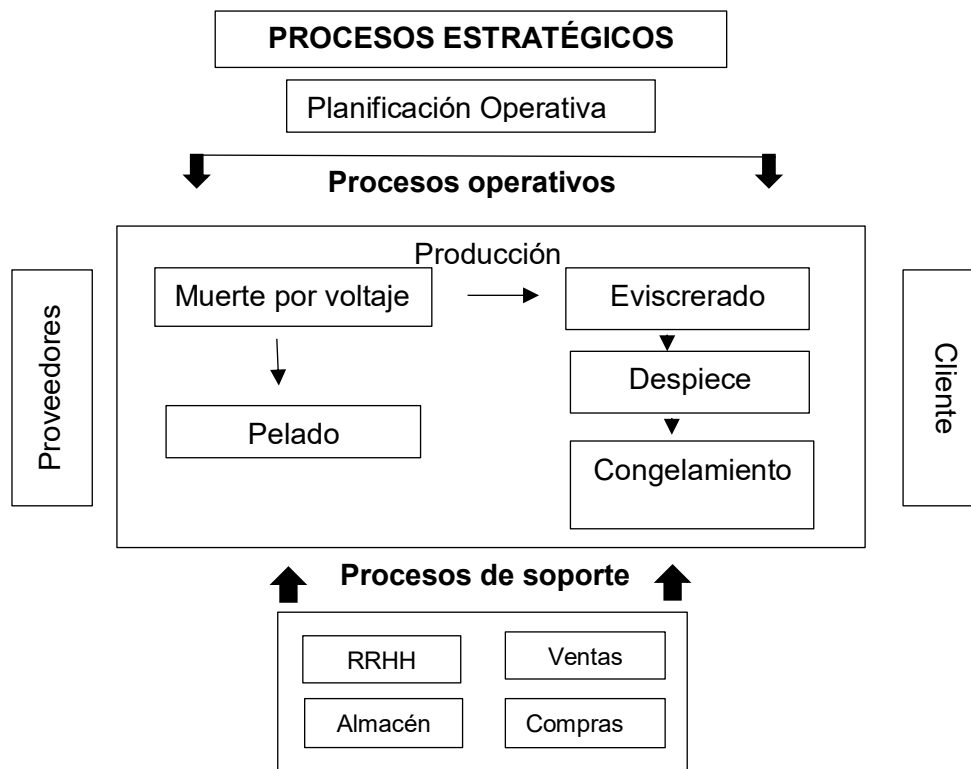 PROCESOS ESTRATÉGICOS
Planificación Operativa
Procesos operativos
Producción
Proveedores
Muerte por voltaje
Eviscrerado
Despiece
Pelado
Congelamiento
Cliente
Procesos de soporte
RRHH
Ventas
Almacén
Compras